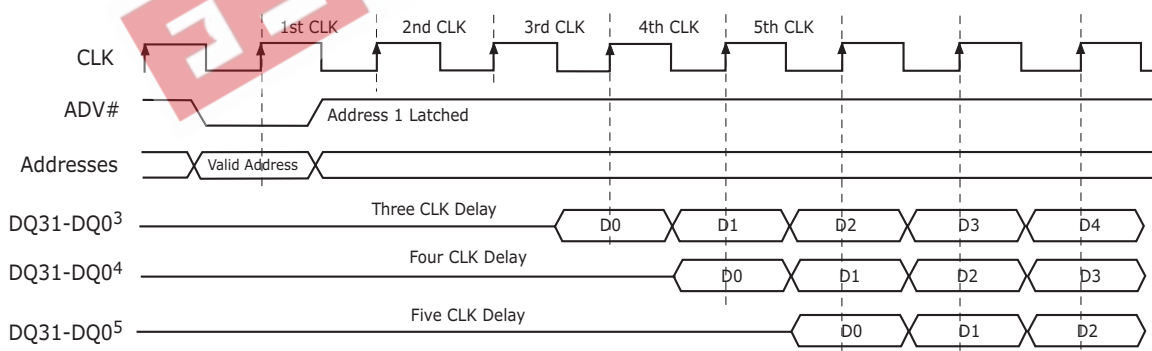 1st CLK 2nd CLK 3rd CLK 4th CLK 5th CLK
CLK
ADV# Address 1 Latched
Addresses Valid Address
DQ31-DQ0³ Three CLK Delay D0 D1 D2 D3 D4
DQ31-DQ0⁴ Four CLK Delay D0 D1 D2 D3
DQ31-DQ0⁵ Five CLK Delay D0 D1 D2